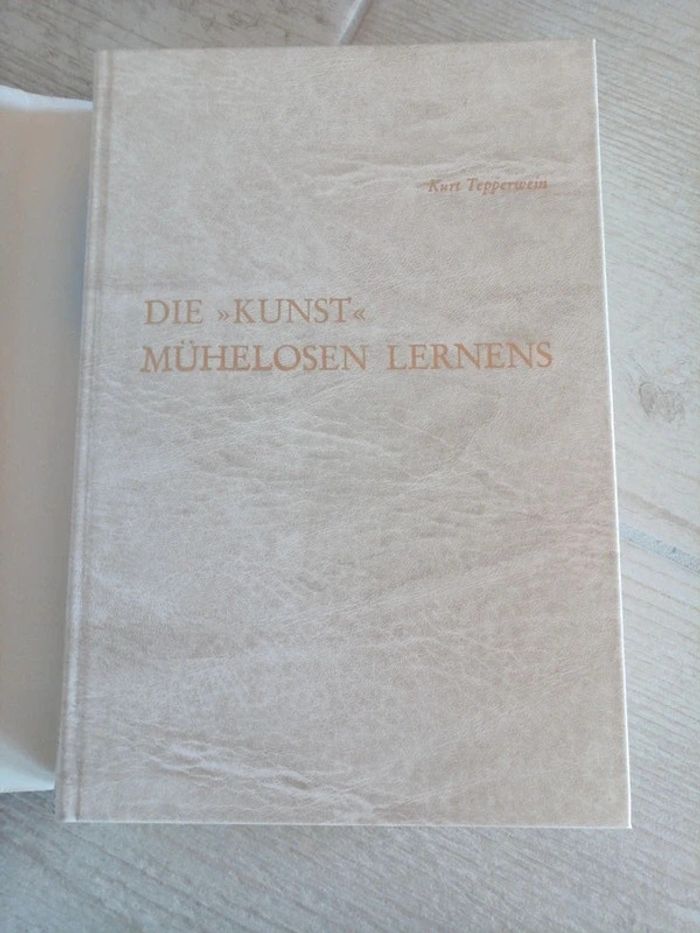 Kurt Tepperwein
DIE »KUNST«
MÜHELOSEN LERNENS